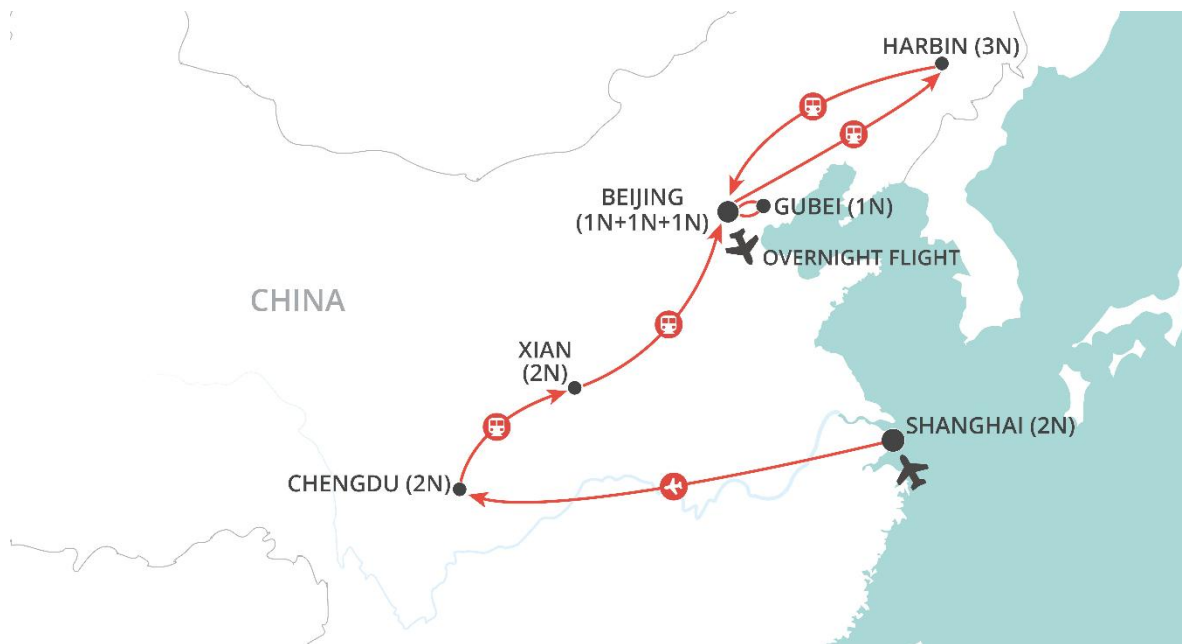 HARBIN (3N)
BEIJING
(1N+1N+1N)
GUBEI (1N)
OVERNIGHT FLIGHT
CHINA
XIAN
(2N)
SHANGHAI (2N)
CHENGDU (2N)